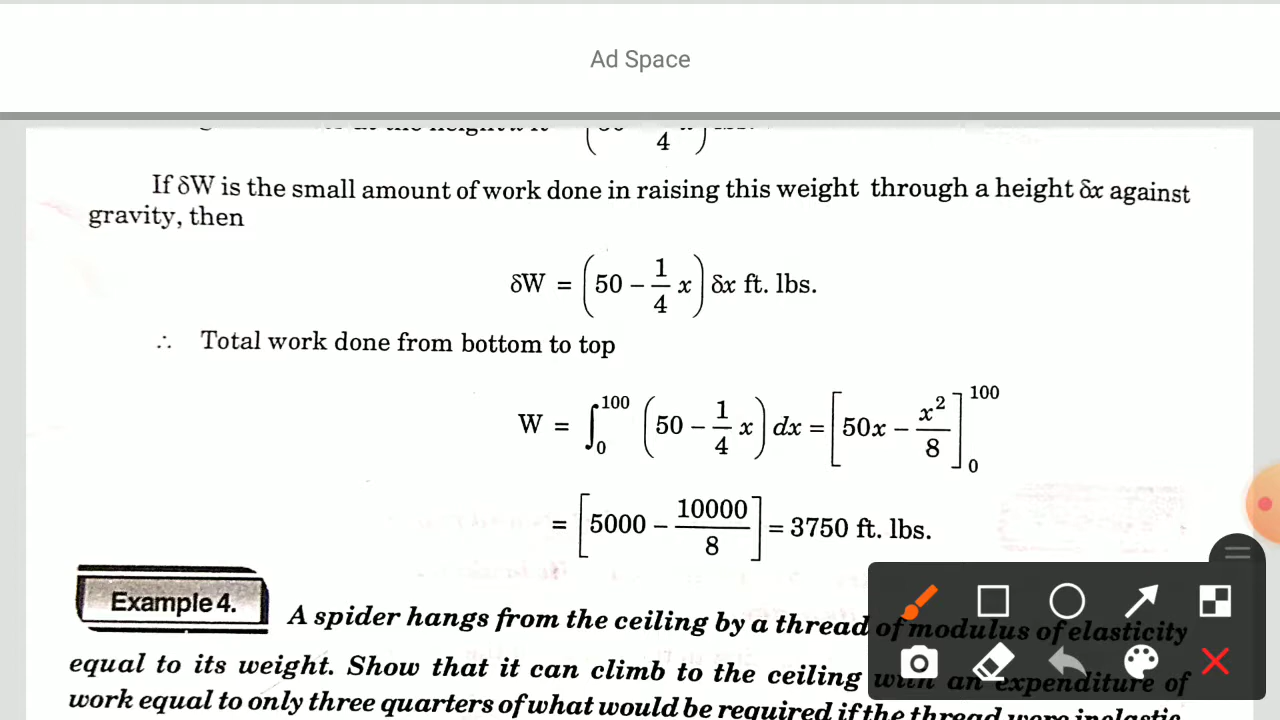 Ad Space
4
If δW is the small amount of work done in raising this weight through a height δx against
gravity, then
δW = (50 − 1/4 x) δx ft. lbs.
∴ Total work done from bottom to top
W = ∫₀¹⁰⁰ (50 − 1/4 x) dx = [50x − x²/8]₀¹⁰⁰
= [5000 − 10000/8] = 3750 ft. lbs.
Example 4. A spider hangs from the ceiling by a thread of modulus of elasticity
equal to its weight. Show that it can climb to the ceiling with an expenditure of
work equal to only three quarters of what would be required if the thread were inelastic